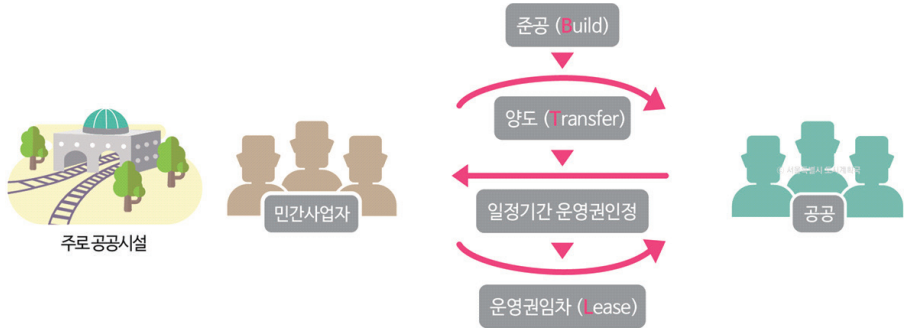 준공 (Build)
양도 (Transfer)
일정기간 운영권인정
운영권임차 (Lease)
주로 공공시설
민간사업자
공공